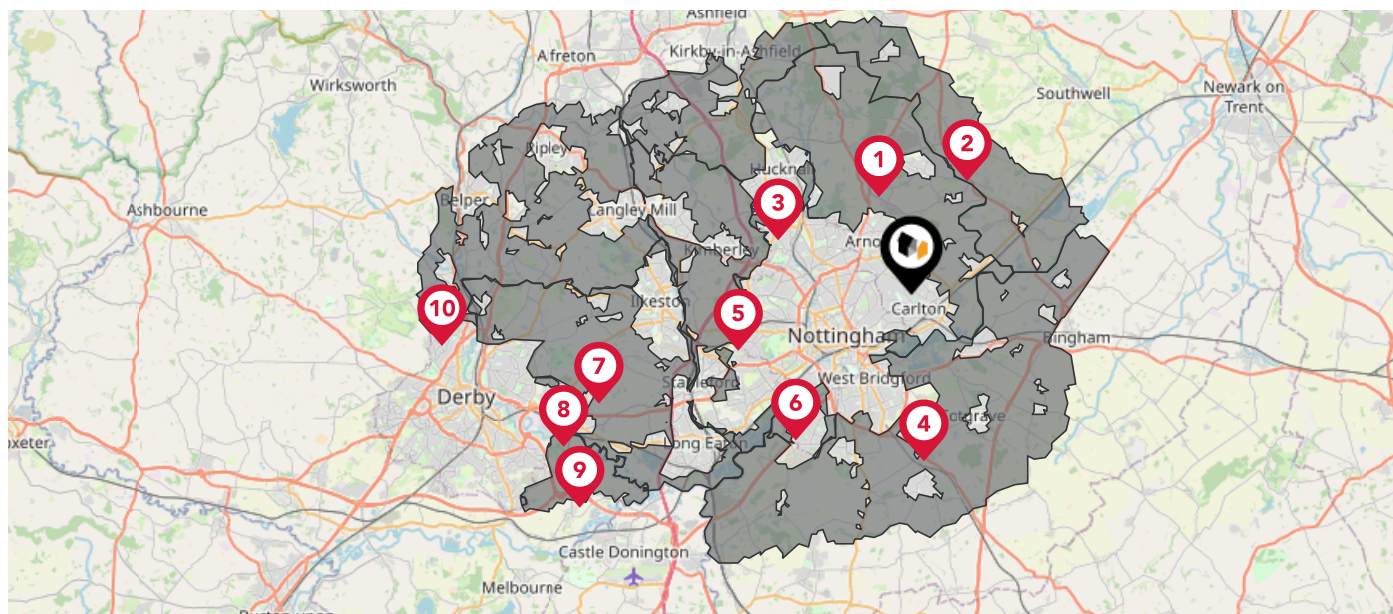 Ashfield
Kirkby-in-Ashfield
Afreton
Wirksworth
Newark on
Trent
Southwell
Ripley
2
1
Hucknall
Belper
3
Ashbourne
Langley Mill
Kimberley
Arno
Ilkeston
10
5
Carlton
Nottingham
Bingham
7
Stapleford
West Bridgford
Derby
8
6
Cotgrave
4
oxeter
Long Eaton
9
Castle Donington
Melbourne